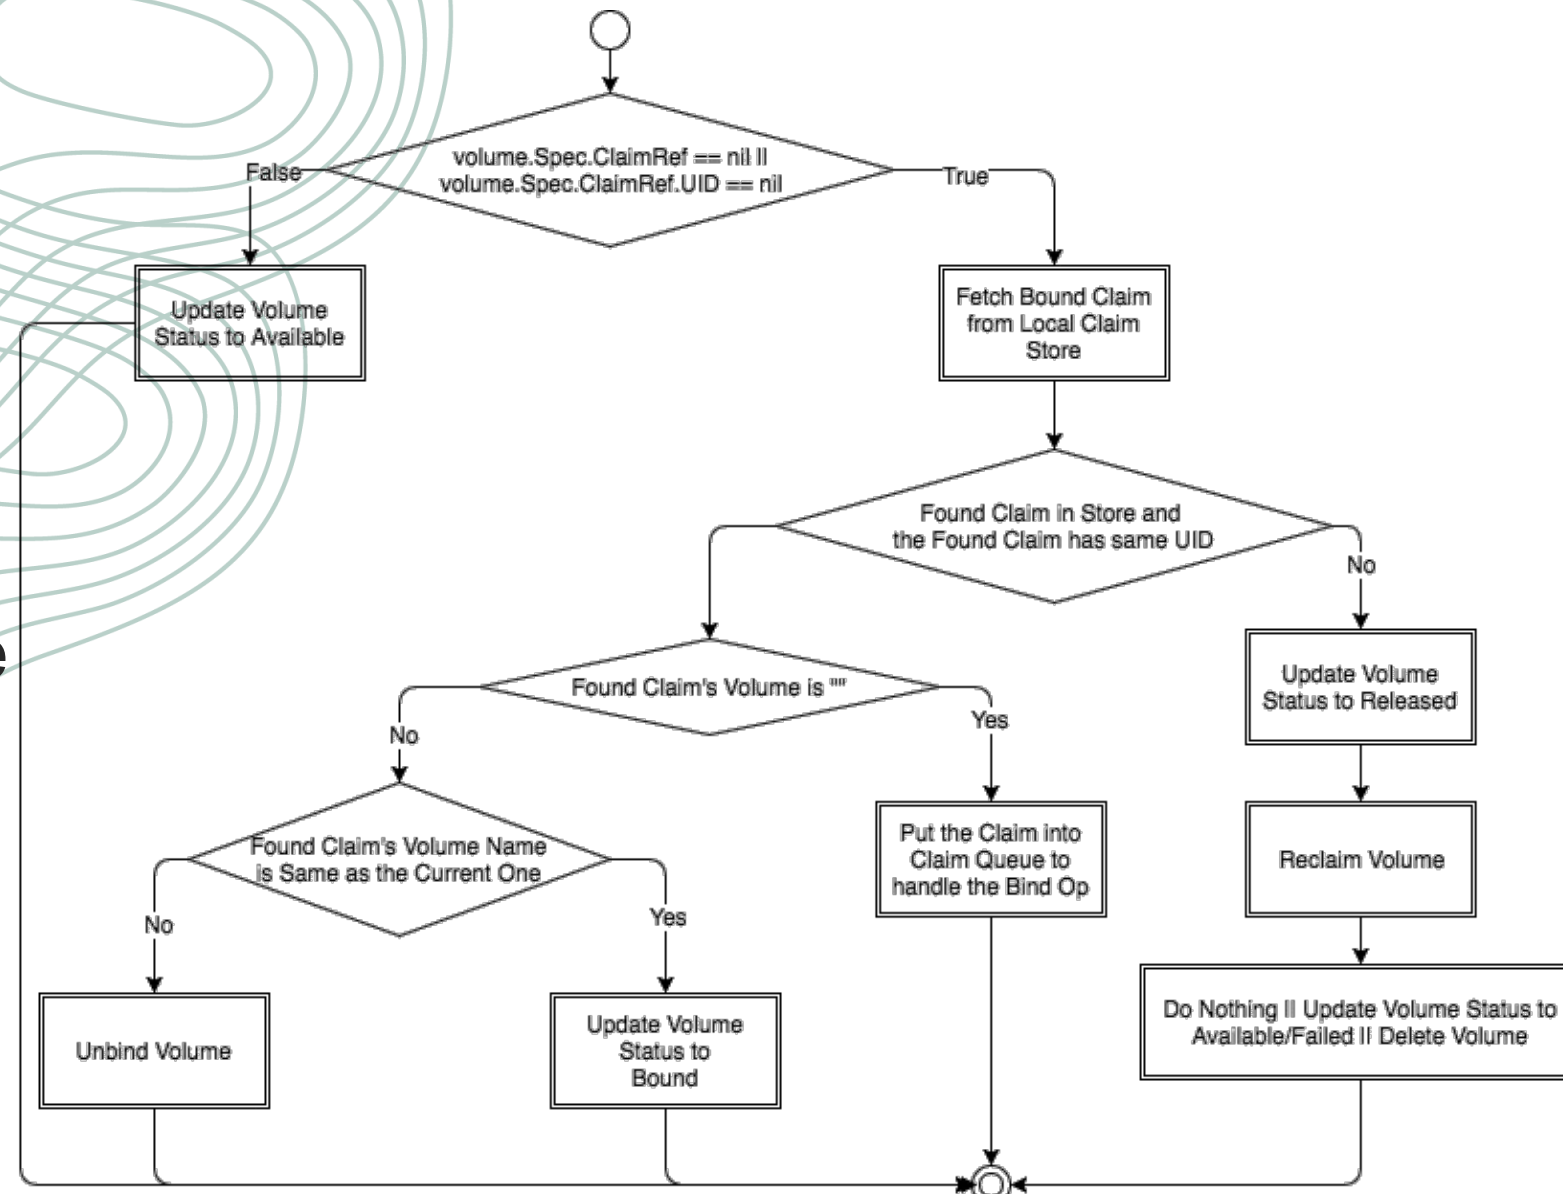 volume.Spec.ClaimRef == nil ||
volume.Spec.ClaimRef.UID == nil
False
True
Update Volume
Status to Available
Fetch Bound Claim
from Local Claim
Store
Found Claim in Store and
the Found Claim has same UID
No
Found Claim's Volume is ""
Update Volume
Status to Released
No
Yes
Found Claim's Volume Name
is Same as the Current One
Put the Claim into
Claim Queue to
handle the Bind Op
Reclaim Volume
No
Yes
Unbind Volume
Update Volume
Status to
Bound
Do Nothing || Update Volume Status to
Available/Failed || Delete Volume